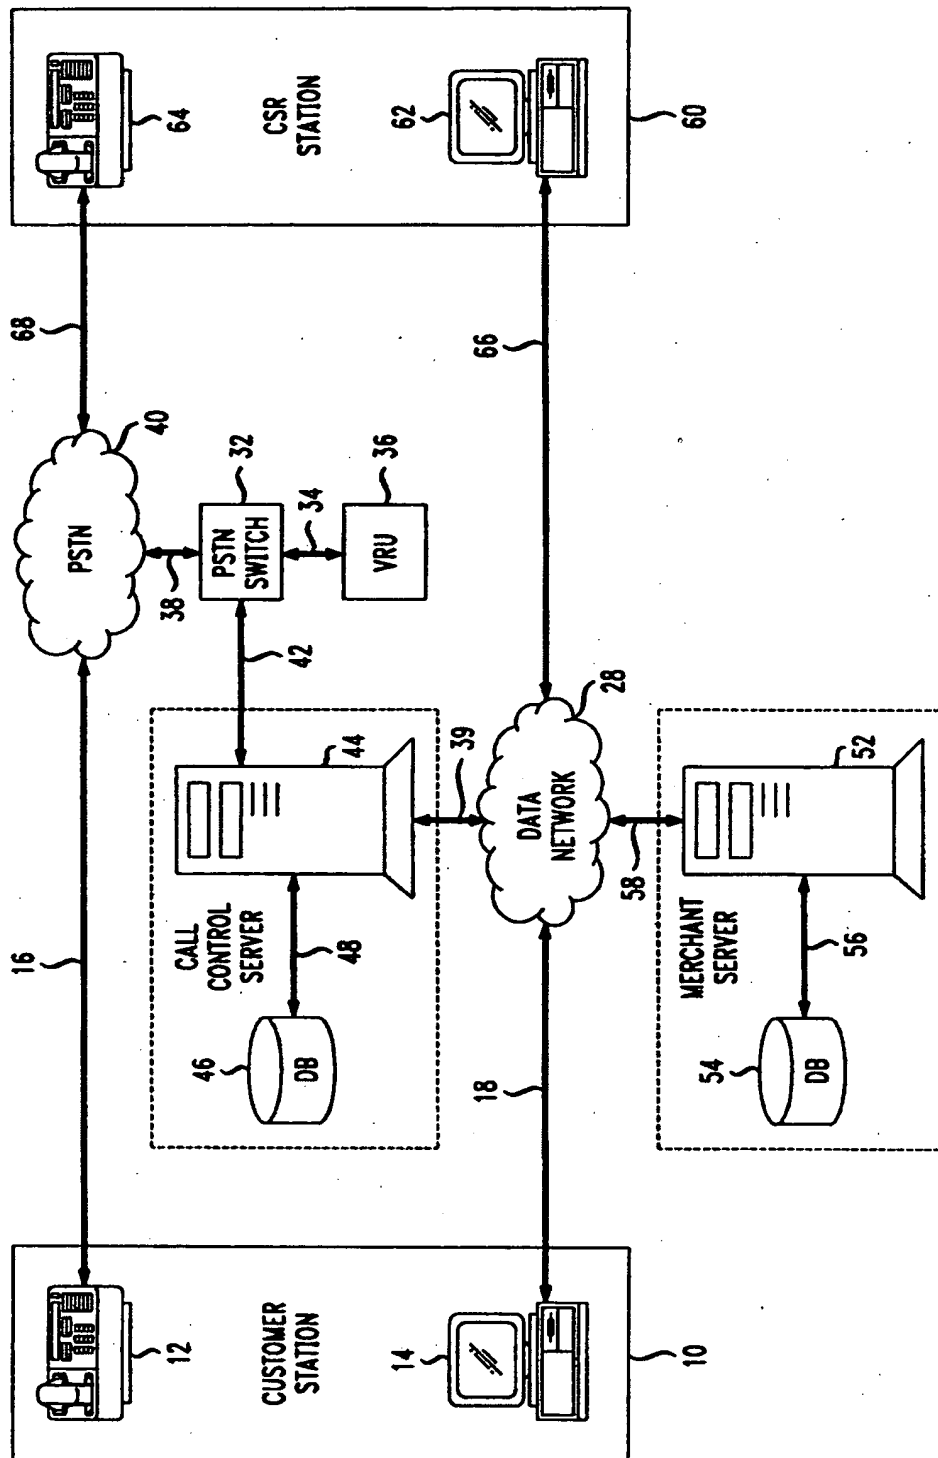 64
CSR
STATION
62
60
68
66
40
PSTN
38
PSTN
SWITCH
32
34
VRU
36
42
44
CALL
CONTROL
SERVER
48
46
DB
39
DATA
NETWORK
28
58
52
MERCHANT
SERVER
56
54
DB
16
18
12
CUSTOMER
STATION
14
10